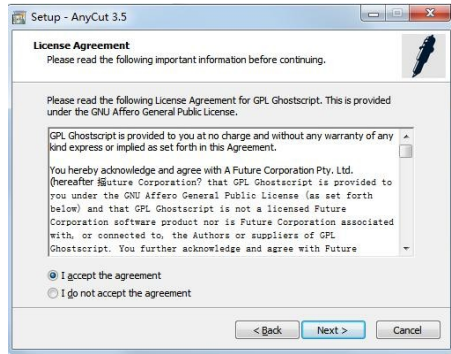 Setup - AnyCut 3.5
License Agreement
Please read the following important information before continuing.
Please read the following License Agreement for GPL Ghostscript. This is provided
under the GNU Affero General Public License.
GPL Ghostscript is provided to you at no charge and without any warranty of any
kind express or implied as set forth in this Agreement.
You hereby acknowledge and agree with A Future Corporation Pty. Ltd.
(hereafter 揊uture Corporation? that GPL Ghostscript is provided to
you under the GNU Affero General Public License (as set forth
below) and that GPL Ghostscript is not a licensed Future
Corporation software product nor is Future Corporation associated
with, or connected to, the Authors or suppliers of GPL
Ghostscript. You further acknowledge and agree with Future
I accept the agreement
I do not accept the agreement
< Back
Next >
Cancel